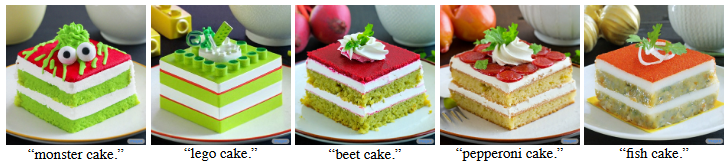 “monster cake.”
“lego cake.”
“beet cake.”
“pepperoni cake.”
“fish cake.”